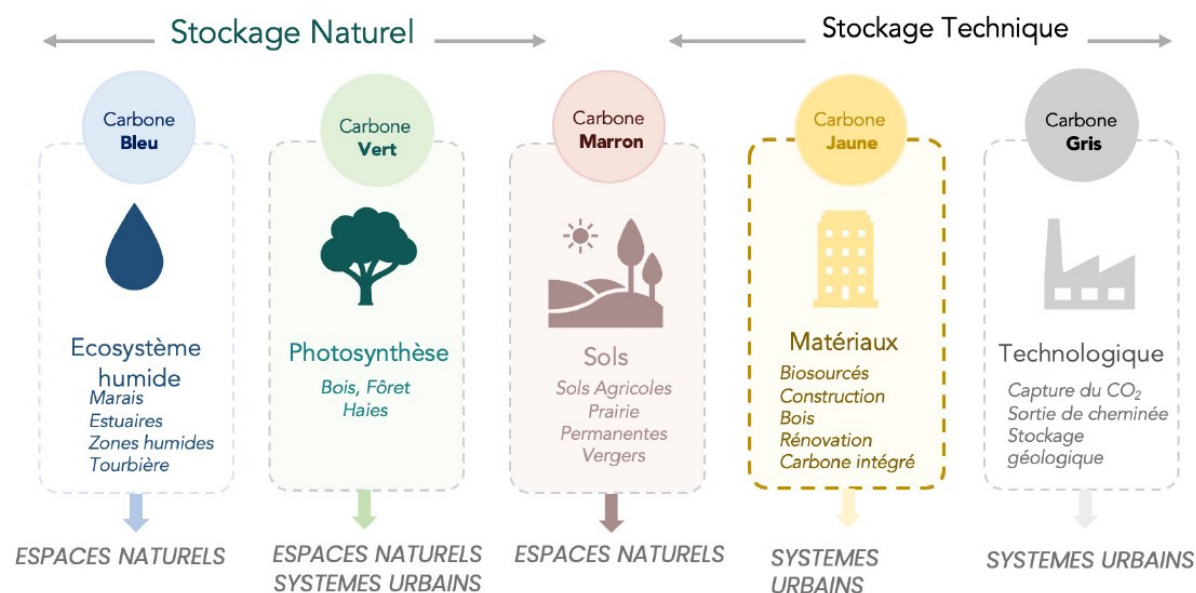 Stockage Naturel
Stockage Technique
Carbone
Bleu
Ecosystème
humide
Marais
Estuaires
Zones humides
Tourbière
ESPACES NATURELS
Carbone
Vert
Photosynthèse
Bois, Fôret
Haies
ESPACES NATURELS
SYSTEMES URBAINS
Carbone
Marron
Sols
Sols Agricoles
Prairie
Permanentes
Vergers
ESPACES NATURELS
Carbone
Jaune
Matériaux
Biosourcés
Construction
Bois
Rénovation
Carbone intégré
SYSTEMES
URBAINS
Carbone
Gris
Technologique
Capture du CO₂
Sortie de cheminée
Stockage
géologique
SYSTEMES URBAINS